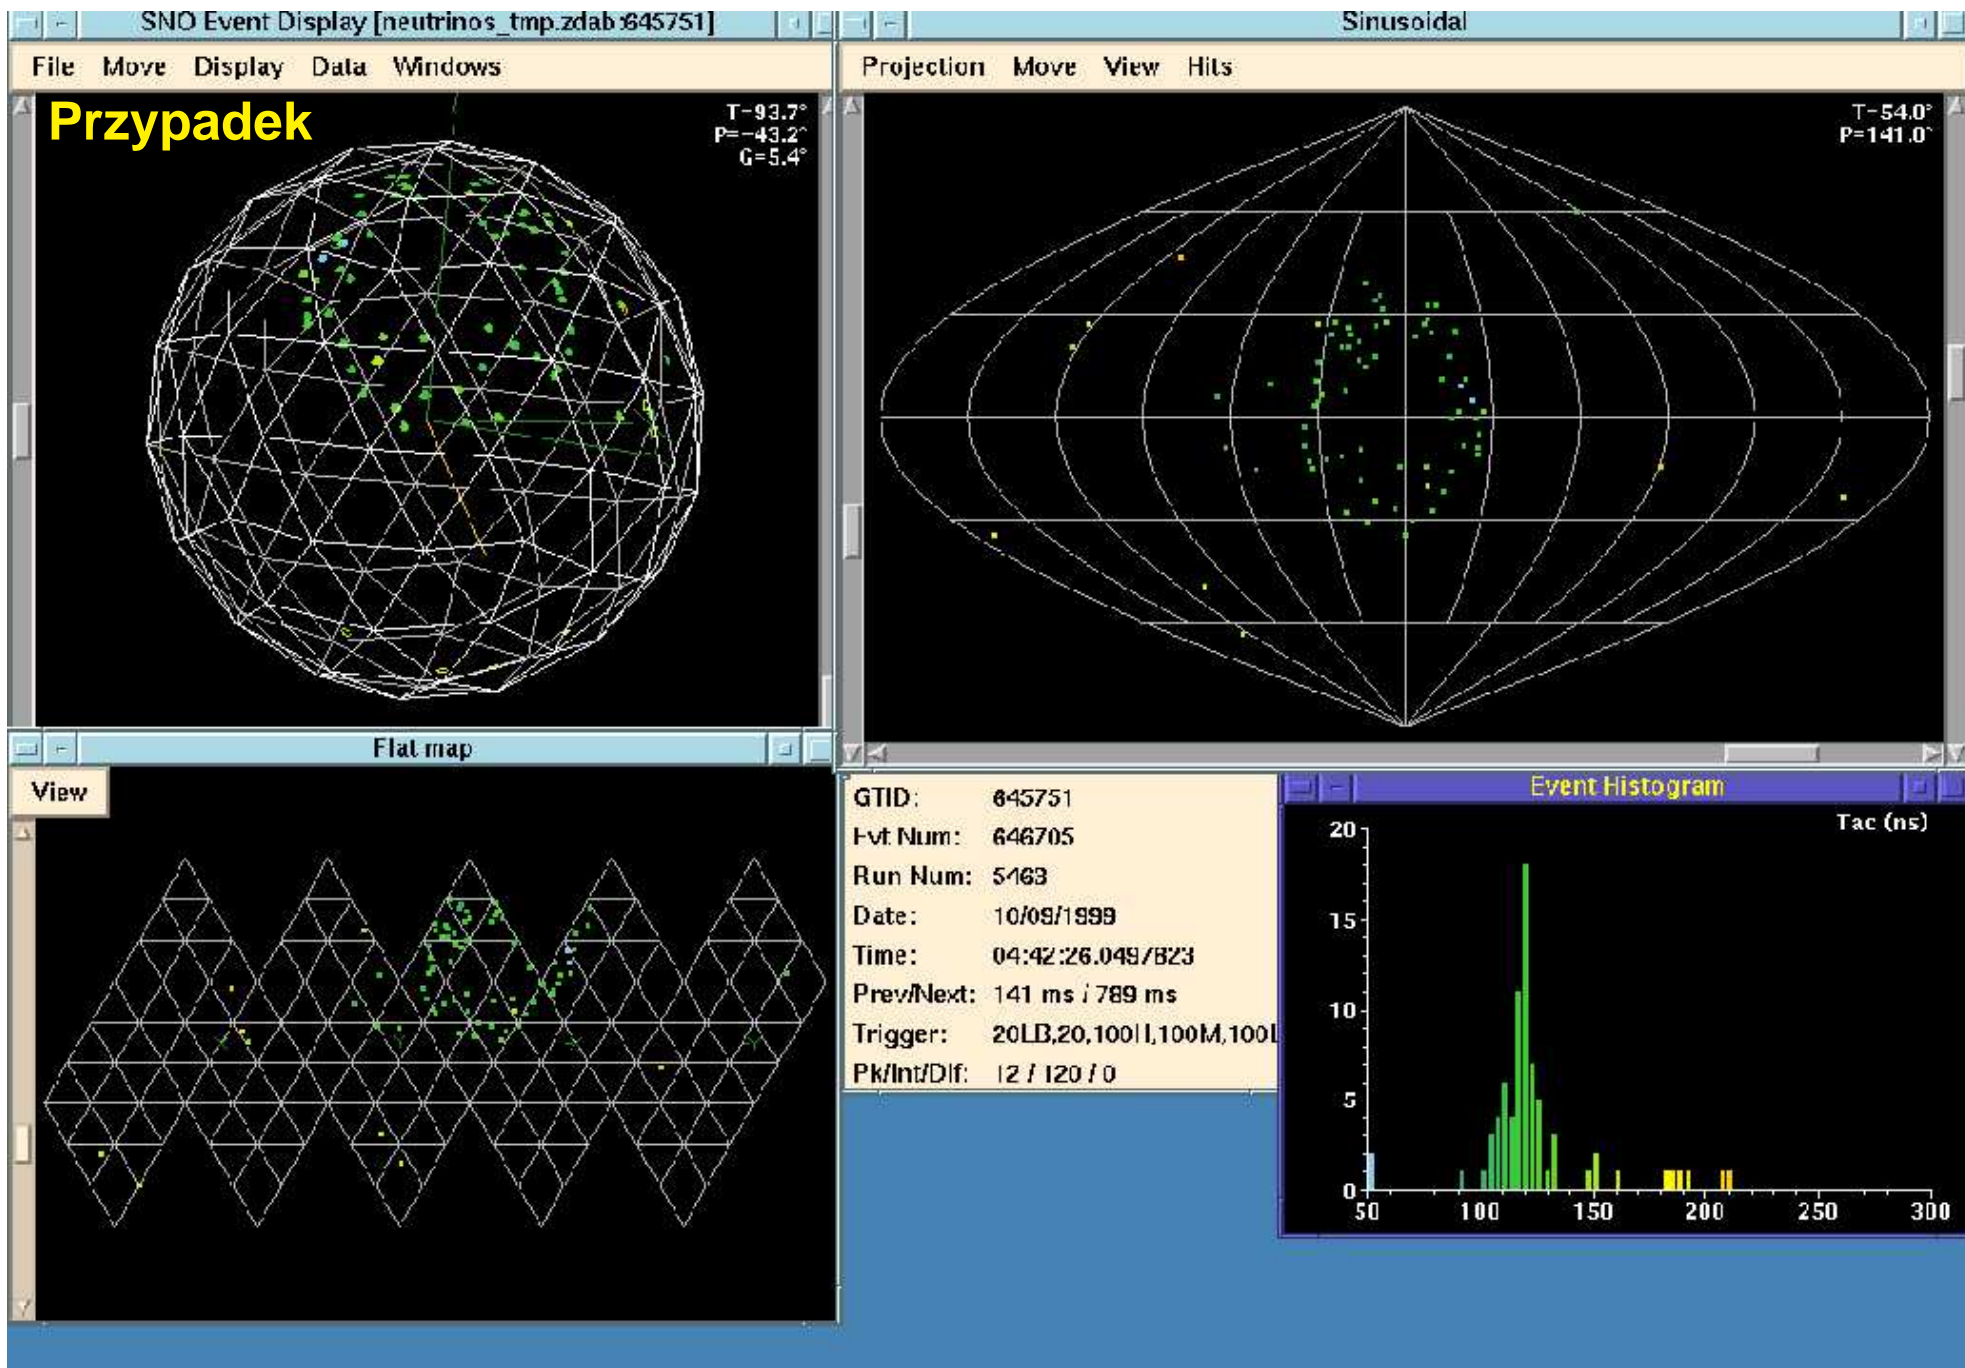 SNO Event Display [neutrinos_tmp.zdab:645751]
File Move Display Data Windows
Przypadek
T=93.7°
P=-43.2°
G=5.4°
Sinusoidal
Projection Move View Hits
T=54.0°
P=141.0°
Flat map
View
GTID: 645751
Evt Num: 646705
Run Num: 5463
Date: 10/09/1999
Time: 04:42:26.0497823
Prev/Next: 141 ms / 789 ms
Trigger: 20LB,20,100H,100M,100L
Pk/Int/Dif: 12 / 120 / 0
Event Histogram
Tac (ns)
20
15
10
5
0
50 100 150 200 250 300